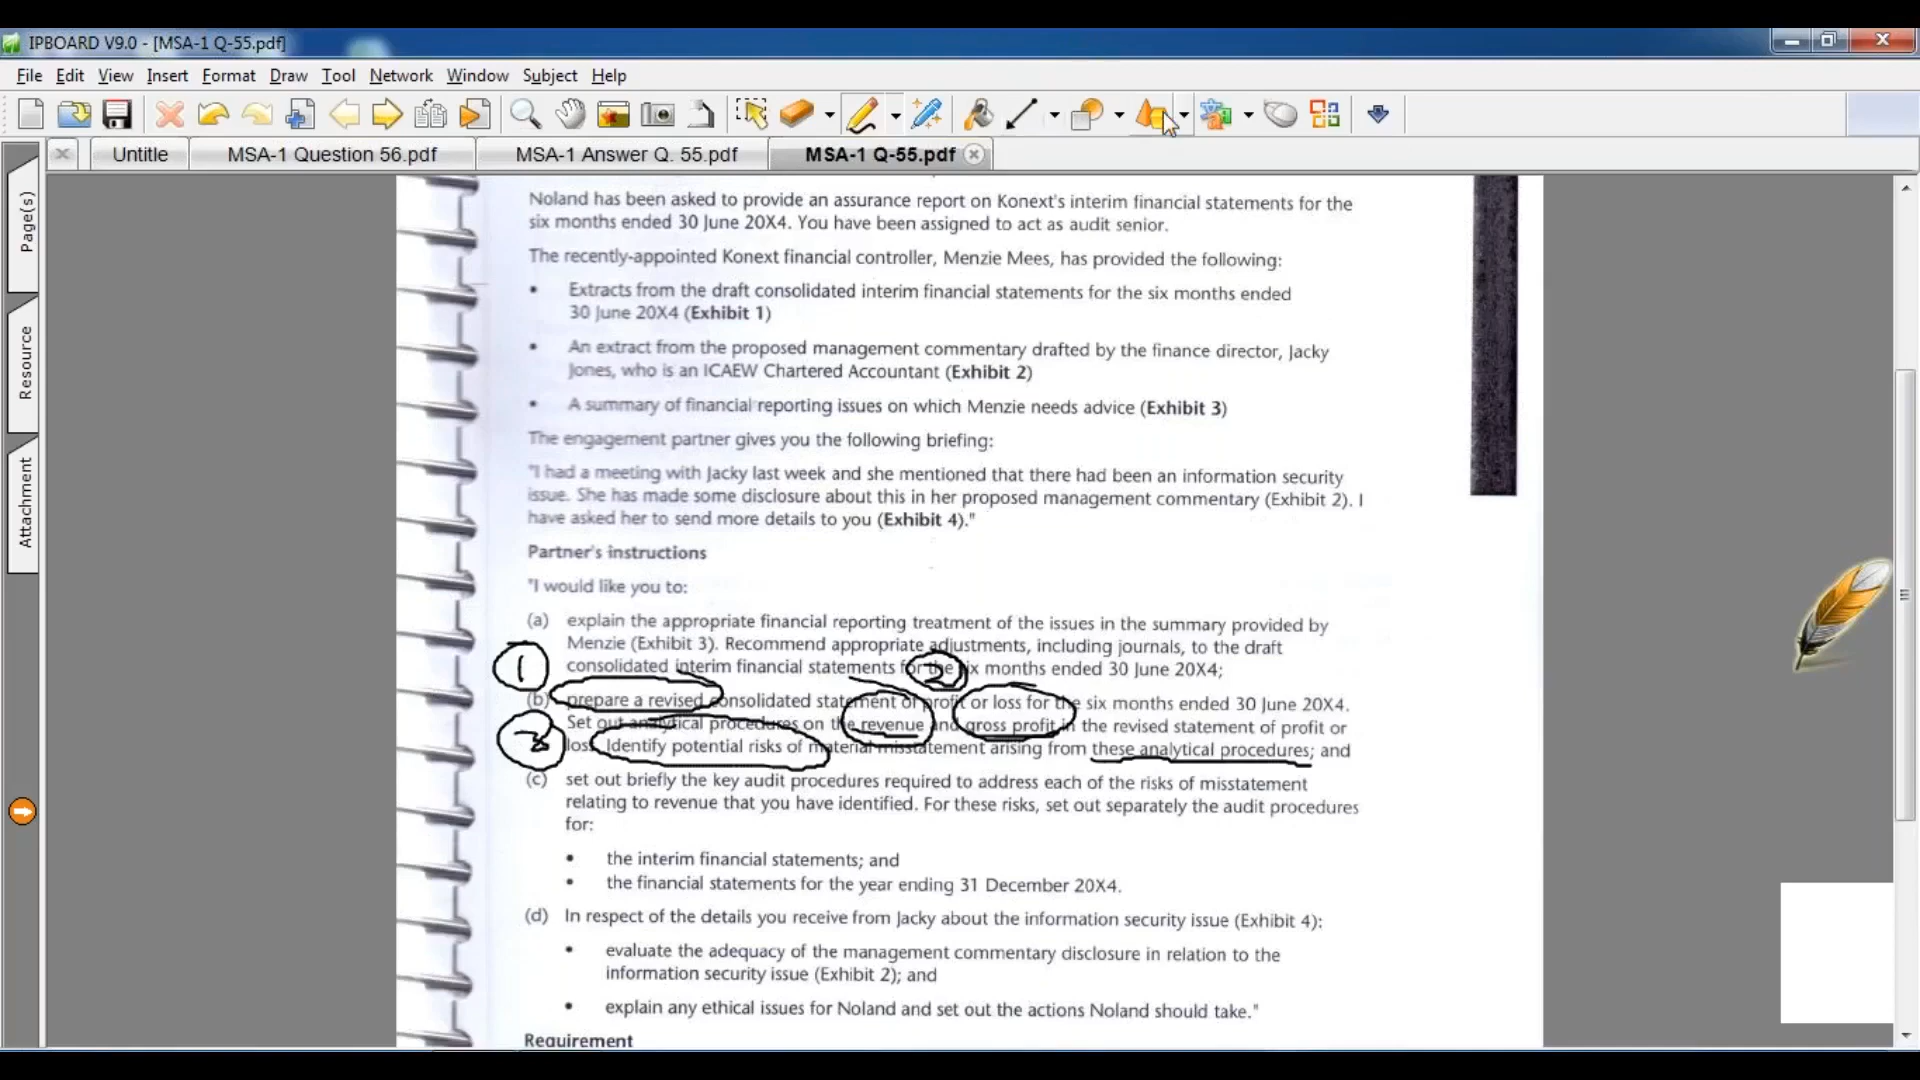 IPBOARD V9.0 - [MSA-1 Q-55.pdf]
File Edit View Insert Format Draw Tool Network Window Subject Help
Untitle MSA-1 Question 56.pdf MSA-1 Answer Q. 55.pdf MSA-1 Q-55.pdf
Page(s)
Resource
Attachment
Noland has been asked to provide an assurance report on Konext's interim financial statements for the
six months ended 30 June 20X4. You have been assigned to act as audit senior.
The recently-appointed Konext financial controller, Menzie Mees, has provided the following:
• Extracts from the draft consolidated interim financial statements for the six months ended
30 June 20X4 (Exhibit 1)
• An extract from the proposed management commentary drafted by the finance director, Jacky
Jones, who is an ICAEW Chartered Accountant (Exhibit 2)
• A summary of financial reporting issues on which Menzie needs advice (Exhibit 3)
The engagement partner gives you the following briefing:
"I had a meeting with Jacky last week and she mentioned that there had been an information security
issue. She has made some disclosure about this in her proposed management commentary (Exhibit 2). I
have asked her to send more details to you (Exhibit 4)."
Partner's instructions
"I would like you to:
(a) explain the appropriate financial reporting treatment of the issues in the summary provided by
Menzie (Exhibit 3). Recommend appropriate adjustments, including journals, to the draft
1 consolidated interim financial statements for the six months ended 30 June 20X4; 2
(b) prepare a revised consolidated statement of profit or loss for the six months ended 30 June 20X4.
Set out analytical procedures on the revenue and gross profit in the revised statement of profit or
3 loss. Identify potential risks of material misstatement arising from these analytical procedures; and
(c) set out briefly the key audit procedures required to address each of the risks of misstatement
relating to revenue that you have identified. For these risks, set out separately the audit procedures
for:
• the interim financial statements; and
• the financial statements for the year ending 31 December 20X4.
(d) In respect of the details you receive from Jacky about the information security issue (Exhibit 4):
• evaluate the adequacy of the management commentary disclosure in relation to the
information security issue (Exhibit 2); and
• explain any ethical issues for Noland and set out the actions Noland should take."
Requirement